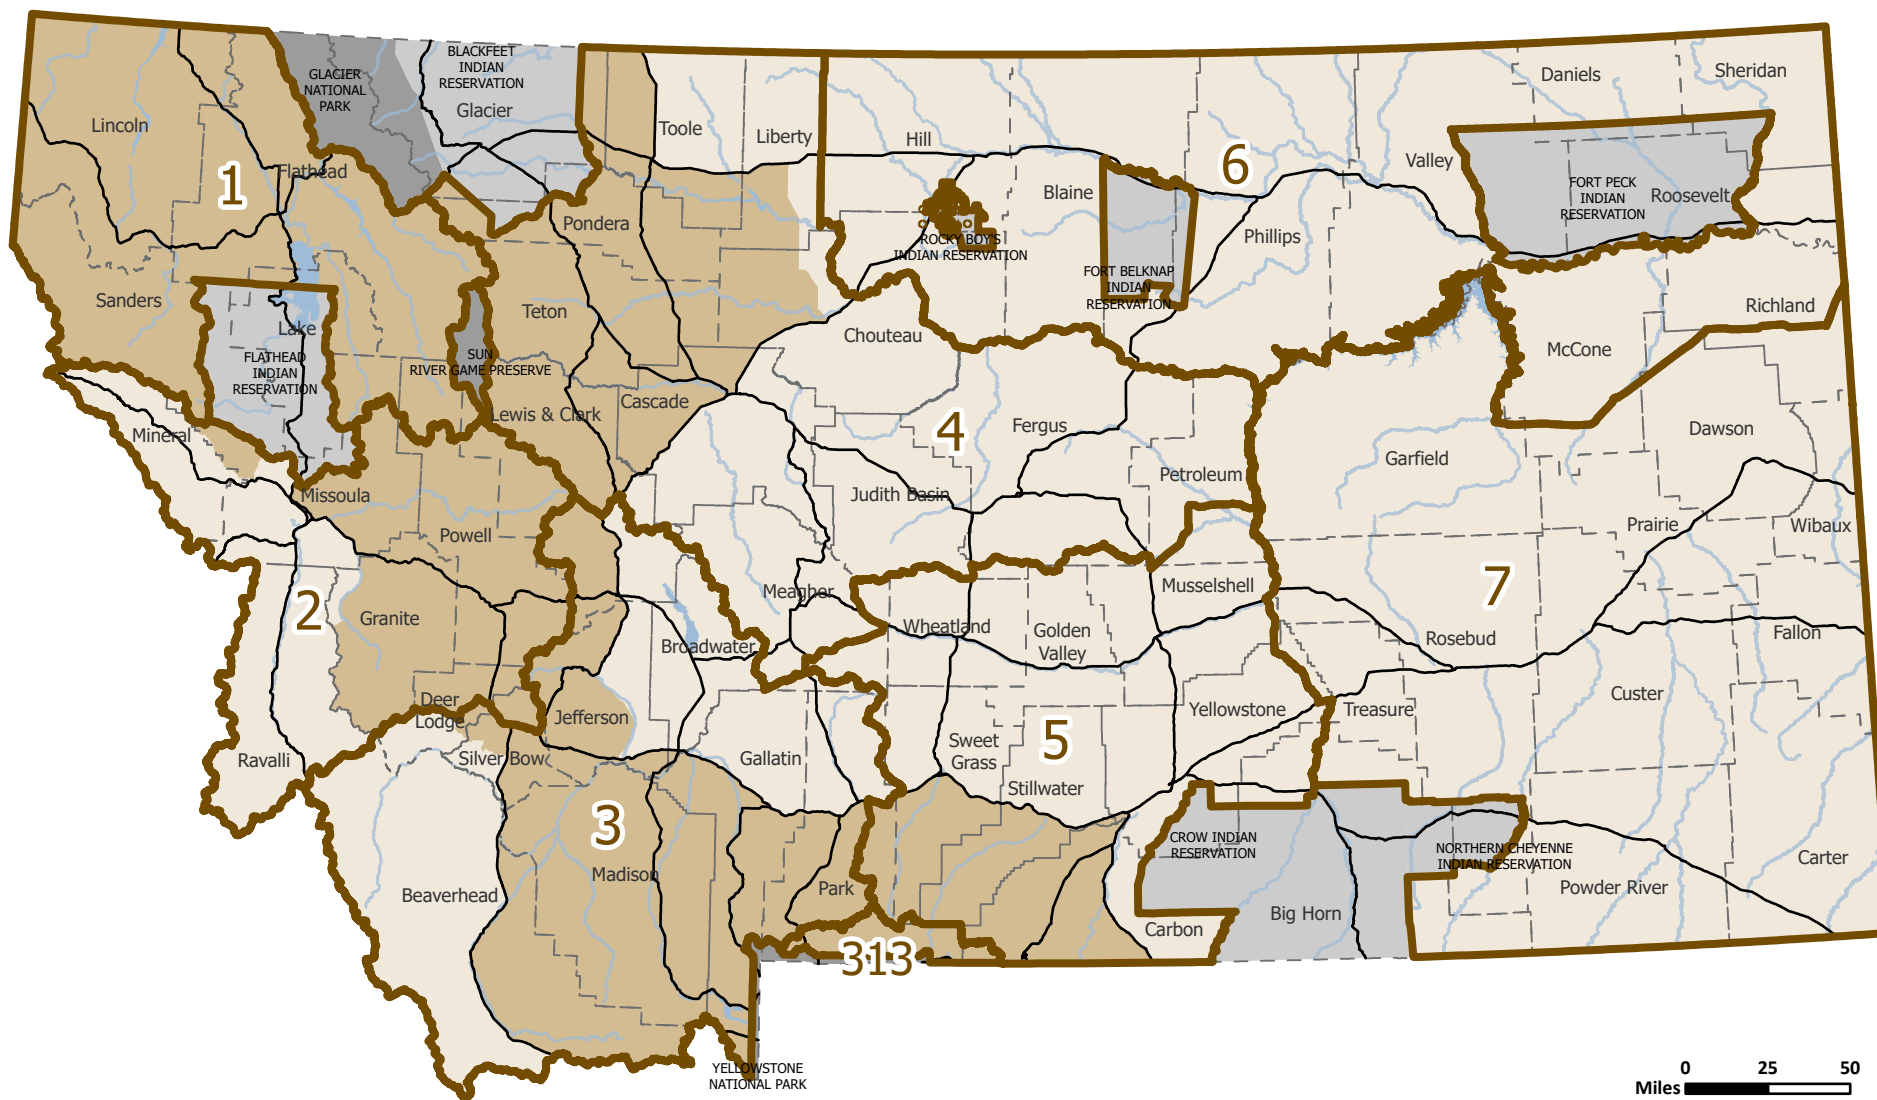 BLACKFEET
INDIAN
RESERVATION
GLACIER
NATIONAL
PARK
Glacier
Lincoln
Flathead
1
Toole
Liberty
Hill
6
Daniels
Sheridan
Valley
FORT PECK
INDIAN
RESERVATION
Roosevelt
Blaine
Pondera
ROCKY BOY'S
INDIAN RESERVATION
Phillips
FORT BELKNAP
INDIAN
RESERVATION
Sanders
Teton
Lake
FLATHEAD
INDIAN
RESERVATION
SUN
RIVER GAME PRESERVE
Chouteau
McCone
Richland
Lewis & Clark
Cascade
Mineral
4
Fergus
Dawson
Garfield
Petroleum
Missoula
Judith Basin
Powell
Prairie
Wibaux
Meagher
Musselshell
7
2
Granite
Wheatland
Golden
Valley
Broadwater
Rosebud
Fallon
Deer
Lodge
Jefferson
Custer
Yellowstone
Treasure
Ravalli
Silver Bow
Gallatin
Sweet
Grass
5
Stillwater
3
CROW INDIAN
RESERVATION
NORTHERN CHEYENNE
INDIAN RESERVATION
Carter
Madison
Park
Beaverhead
Powder River
Big Horn
Carbon
313
YELLOWSTONE
NATIONAL PARK
0 25 50
Miles